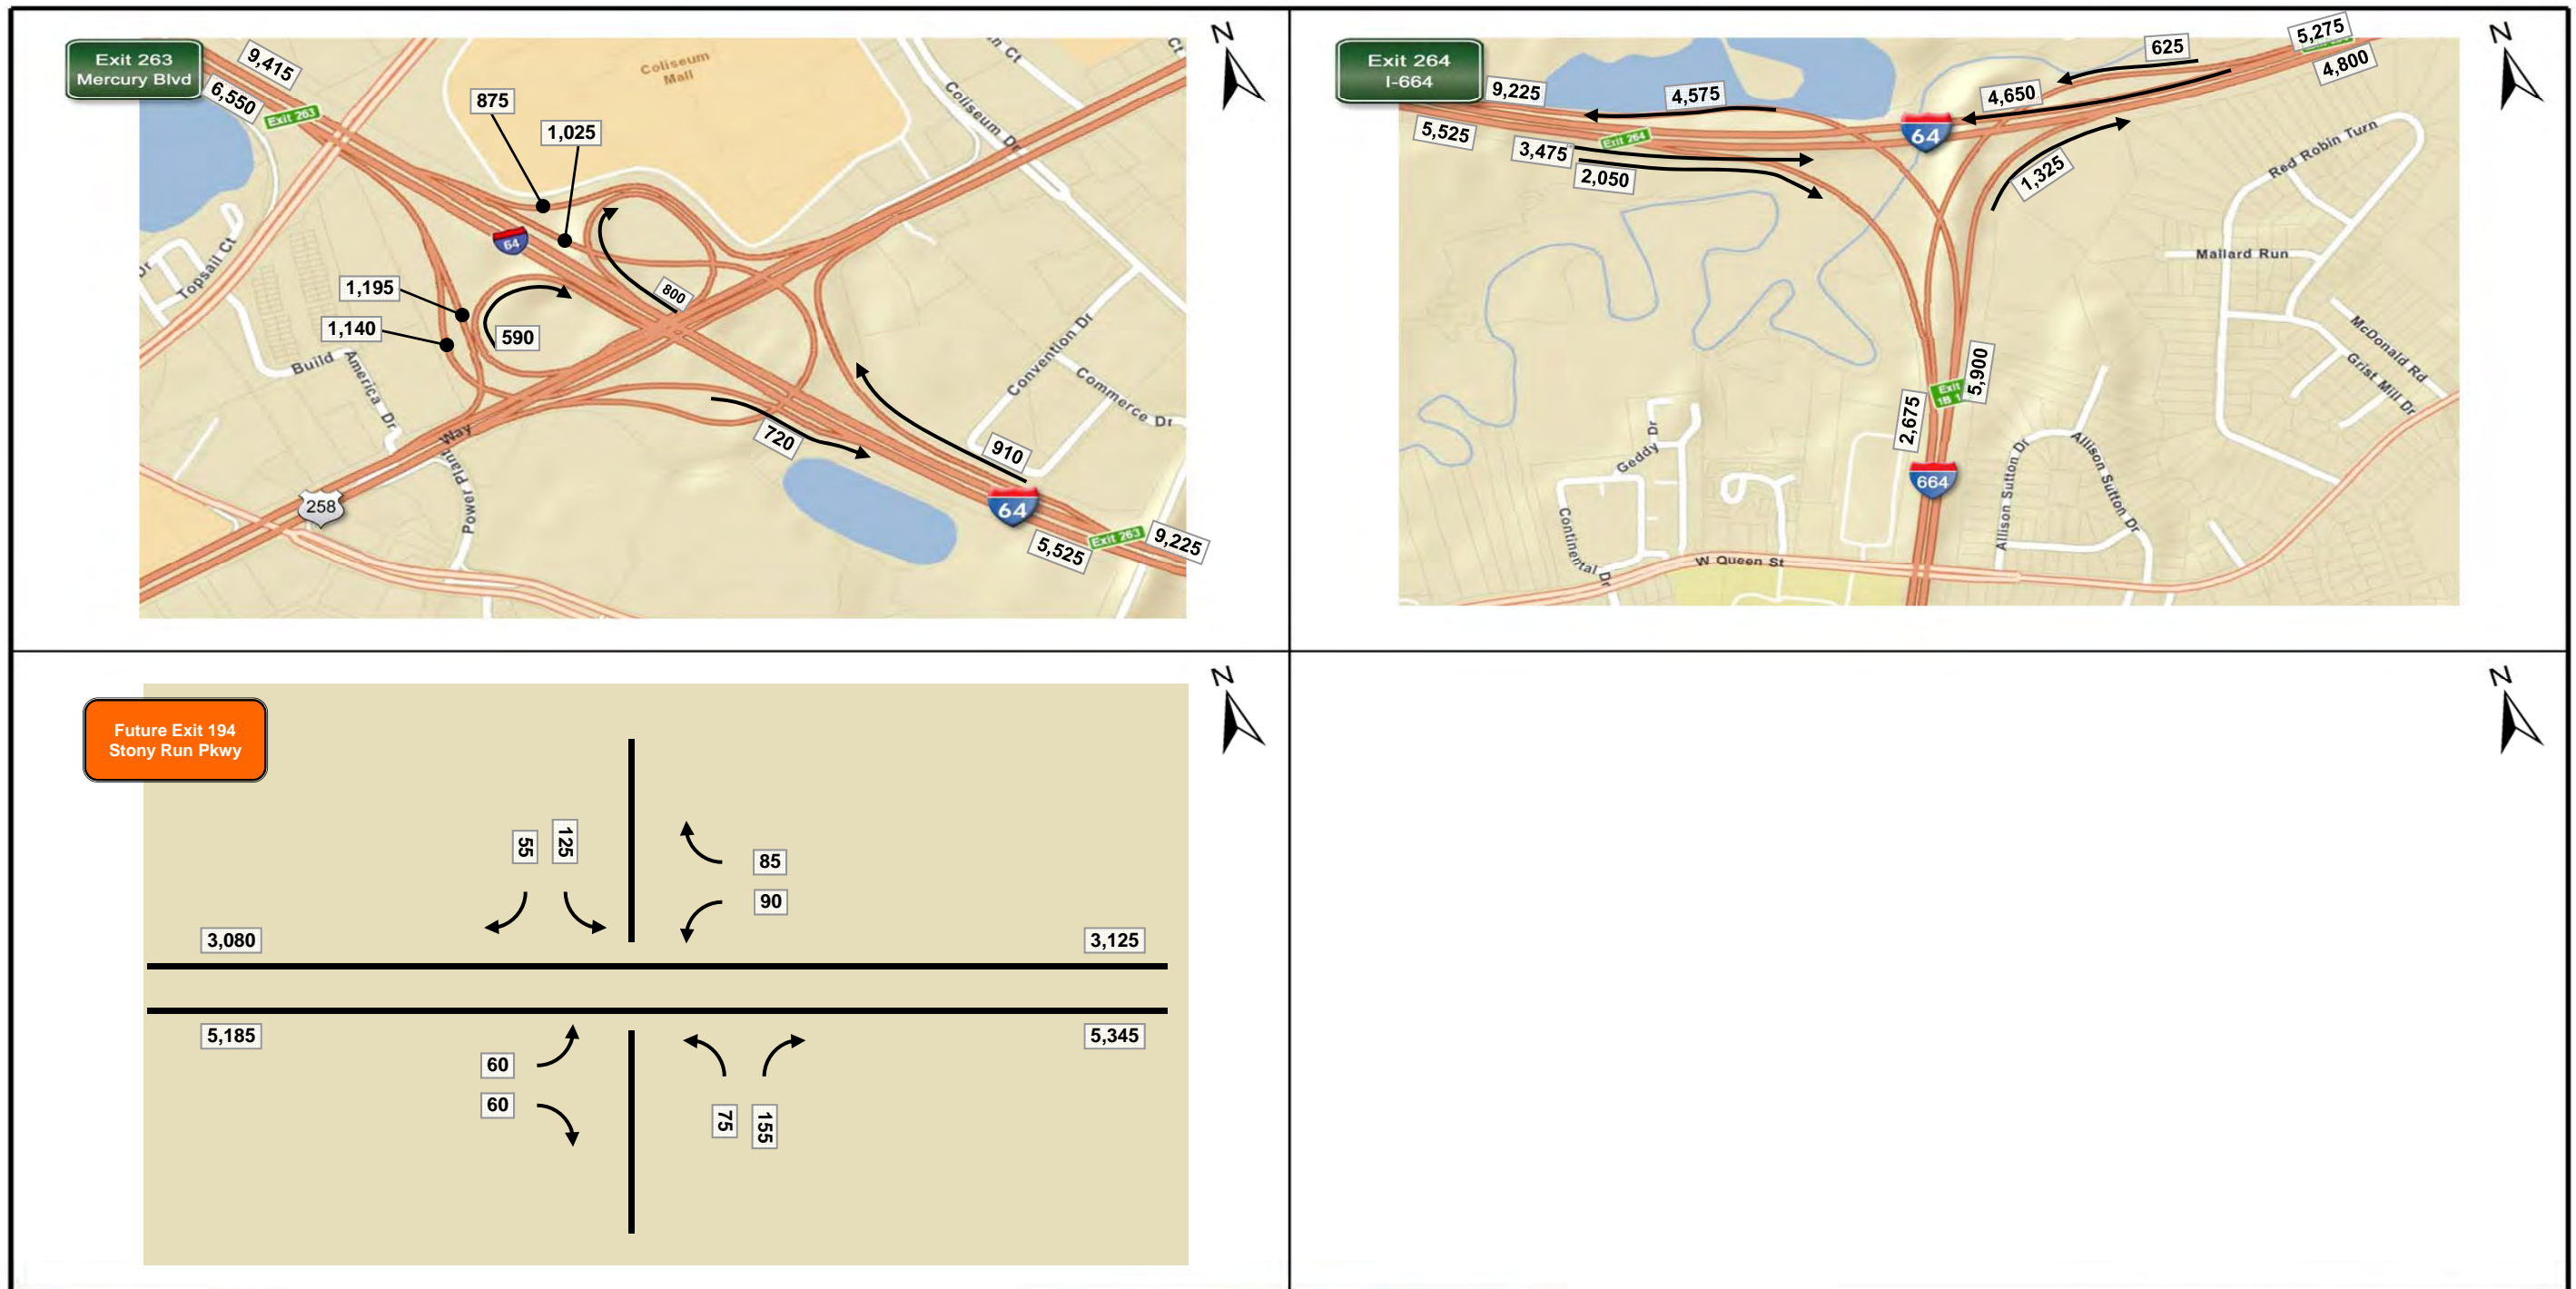 Exit 263
Mercury Blvd
9,415
6,550
Exit 263
875
1,025
Coliseum
Mall
Coliseum Dr
n Ct
Ct
N
64
Topsail Ct
Dr
1,195
1,140
590
800
Build America Dr
Convention Dr
Commerce Dr
720
910
Way
Power Plant
258
64
5,525
Exit 263
9,225
Exit 264
I-664
9,225
5,525
4,575
Exit 264
3,475
2,050
625
4,650
5,275
4,800
64
1,325
N
Red Robin Turn
Mallard Run
McDonald Rd
Grist Mill Dr
5,900
2,675
Exit
1B 1
664
Geddy Dr
Continental Dr
Allison Sutton Dr
Allison Sutton Dr
W Queen St
Future Exit 194
Stony Run Pkwy
N
55
125
85
90
3,080
3,125
5,185
5,345
60
60
75
155
N